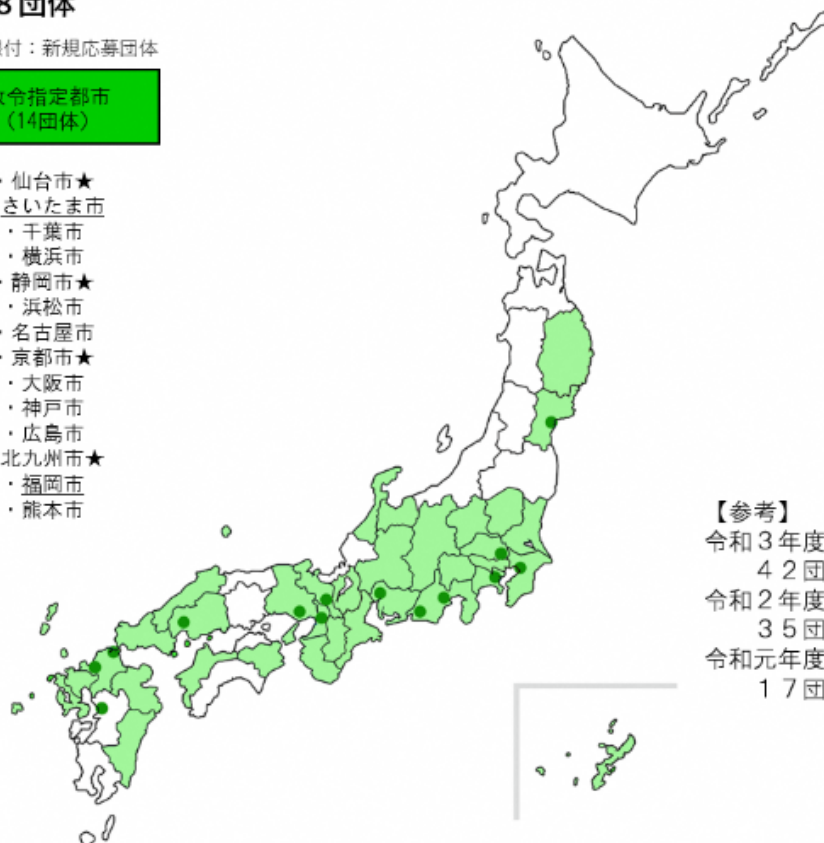 8団体
付：新規応募団体
令指定都市
（14団体）
・仙台市★
さいたま市
・千葉市
・横浜市
・静岡市★
・浜松市
・名古屋市
・京都市★
・大阪市
・神戸市
・広島市
北九州市★
・福岡市
・熊本市
【参考】
令和３年度
４２団
令和２年度
３５団
令和元年度
１７団